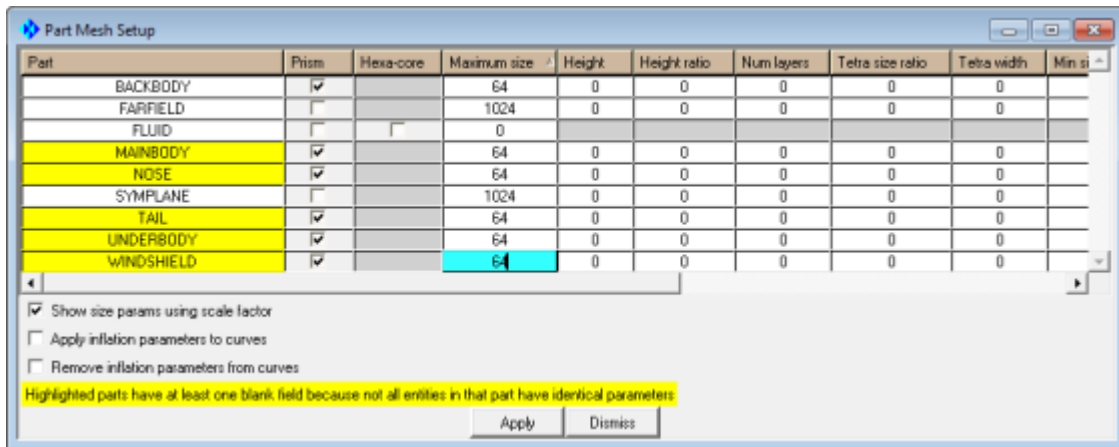 Part Mesh Setup
Part Prism Hexa-core Maximum size Height Height ratio Num layers Tetra size ratio Tetra width Min si
BACKBODY 64 0 0 0 0 0
FARFIELD 1024 0 0 0 0 0
FLUID 0
MAINBODY 64 0 0 0 0 0
NOSE 64 0 0 0 0 0
SYMPLANE 1024 0 0 0 0 0
TAIL 64 0 0 0 0 0
UNDERBODY 64 0 0 0 0 0
WINDSHIELD 64 0 0 0 0 0
Show size params using scale factor
Apply inflation parameters to curves
Remove inflation parameters from curves
Highlighted parts have at least one blank field because not all entities in that part have identical parameters
Apply Dismiss